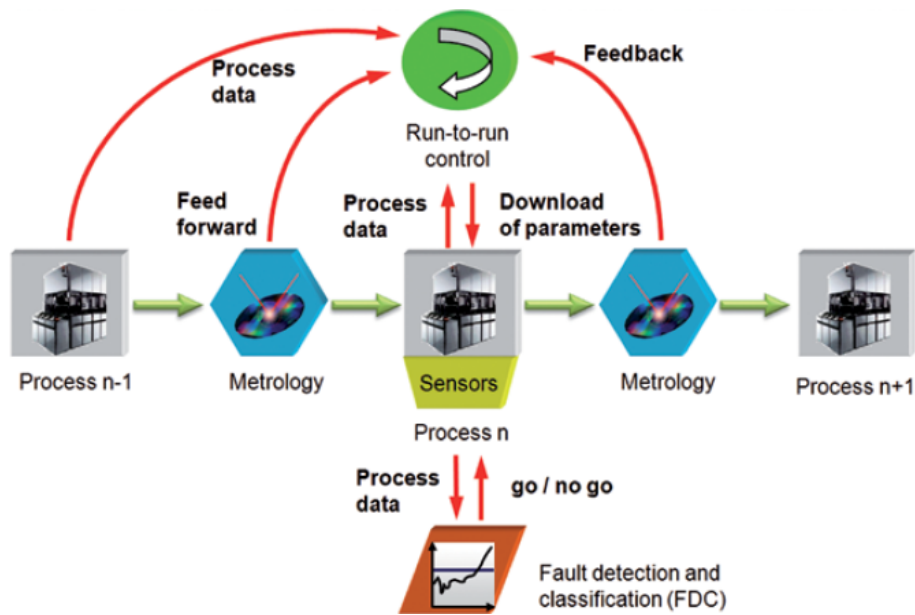 Process
data
Feedback
Run-to-run
control
Feed
forward
Process
data
Download
of parameters
Process n-1
Metrology
Sensors
Process n
Metrology
Process n+1
Process
data
go / no go
Fault detection and
classification (FDC)